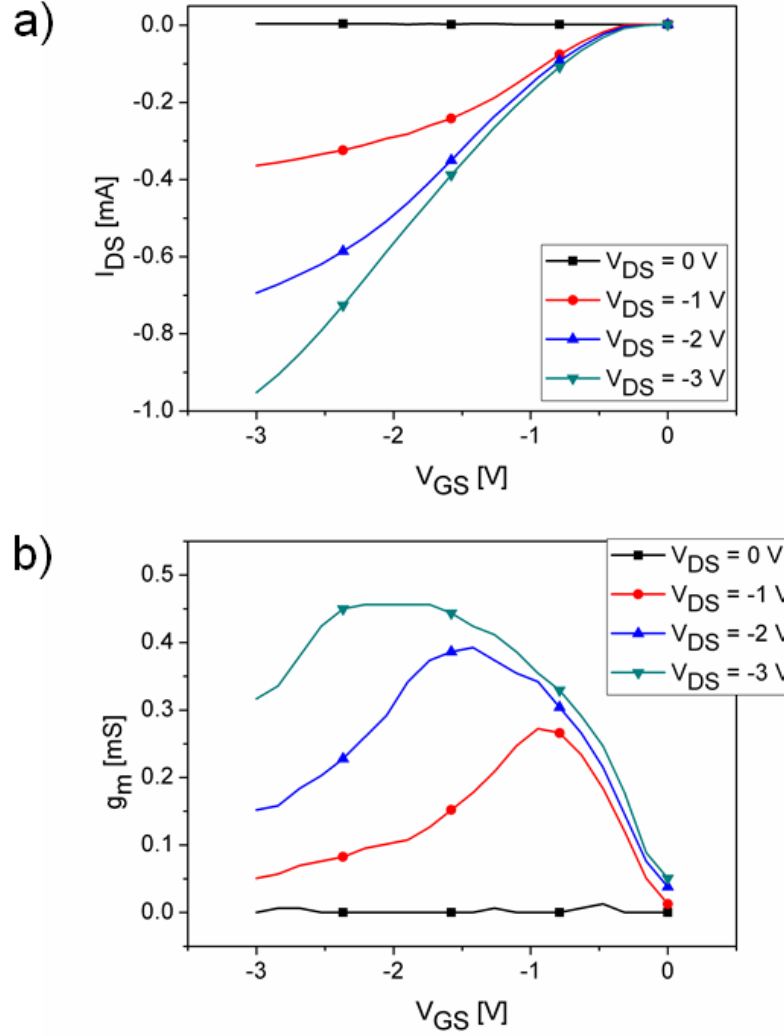 a)
0.0
-0.2
-0.4
-0.6
-0.8
-1.0
I_DS [mA]
V_DS = 0 V
V_DS = -1 V
V_DS = -2 V
V_DS = -3 V
-3 -2 -1 0
V_GS [V]
b)
0.5
0.4
0.3
0.2
0.1
0.0
g_m [mS]
V_DS = 0 V
V_DS = -1 V
V_DS = -2 V
V_DS = -3 V
-3 -2 -1 0
V_GS [V]